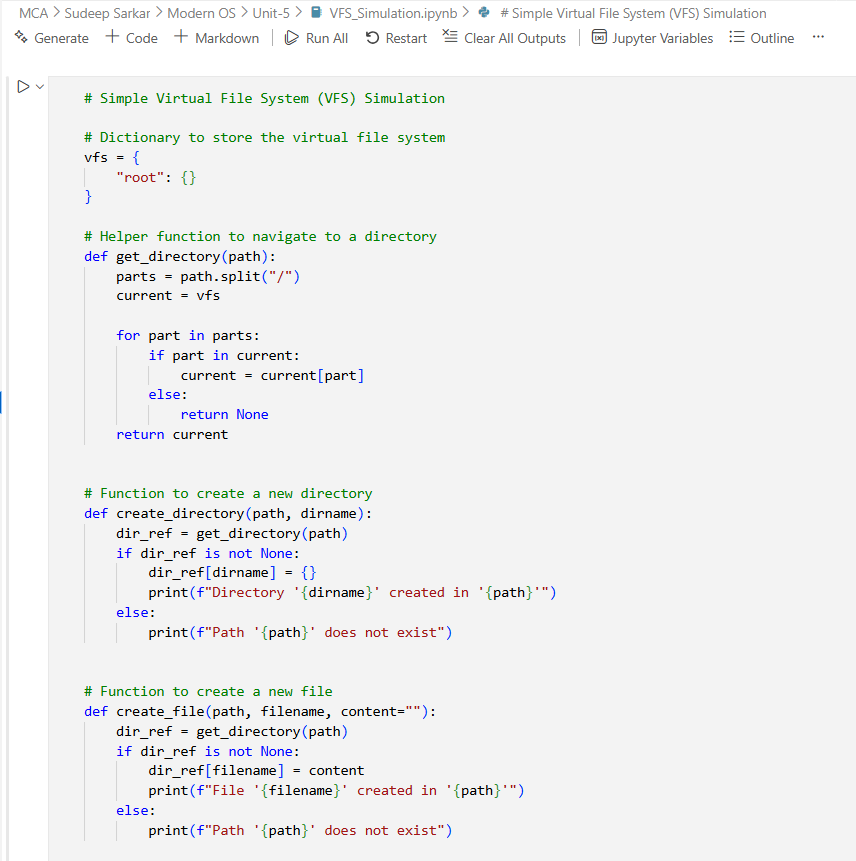 MCA > Sudeep Sarkar > Modern OS > Unit-5 > VFS_Simulation.ipynb > # Simple Virtual File System (VFS) Simulation
Generate + Code + Markdown | Run All Restart Clear All Outputs | Jupyter Variables Outline ...
# Simple Virtual File System (VFS) Simulation

# Dictionary to store the virtual file system
vfs = {
    "root": {}
}

# Helper function to navigate to a directory
def get_directory(path):
    parts = path.split("/")
    current = vfs

    for part in parts:
        if part in current:
            current = current[part]
        else:
            return None
    return current


# Function to create a new directory
def create_directory(path, dirname):
    dir_ref = get_directory(path)
    if dir_ref is not None:
        dir_ref[dirname] = {}
        print(f"Directory '{dirname}' created in '{path}'")
    else:
        print(f"Path '{path}' does not exist")


# Function to create a new file
def create_file(path, filename, content=""):
    dir_ref = get_directory(path)
    if dir_ref is not None:
        dir_ref[filename] = content
        print(f"File '{filename}' created in '{path}'")
    else:
        print(f"Path '{path}' does not exist")